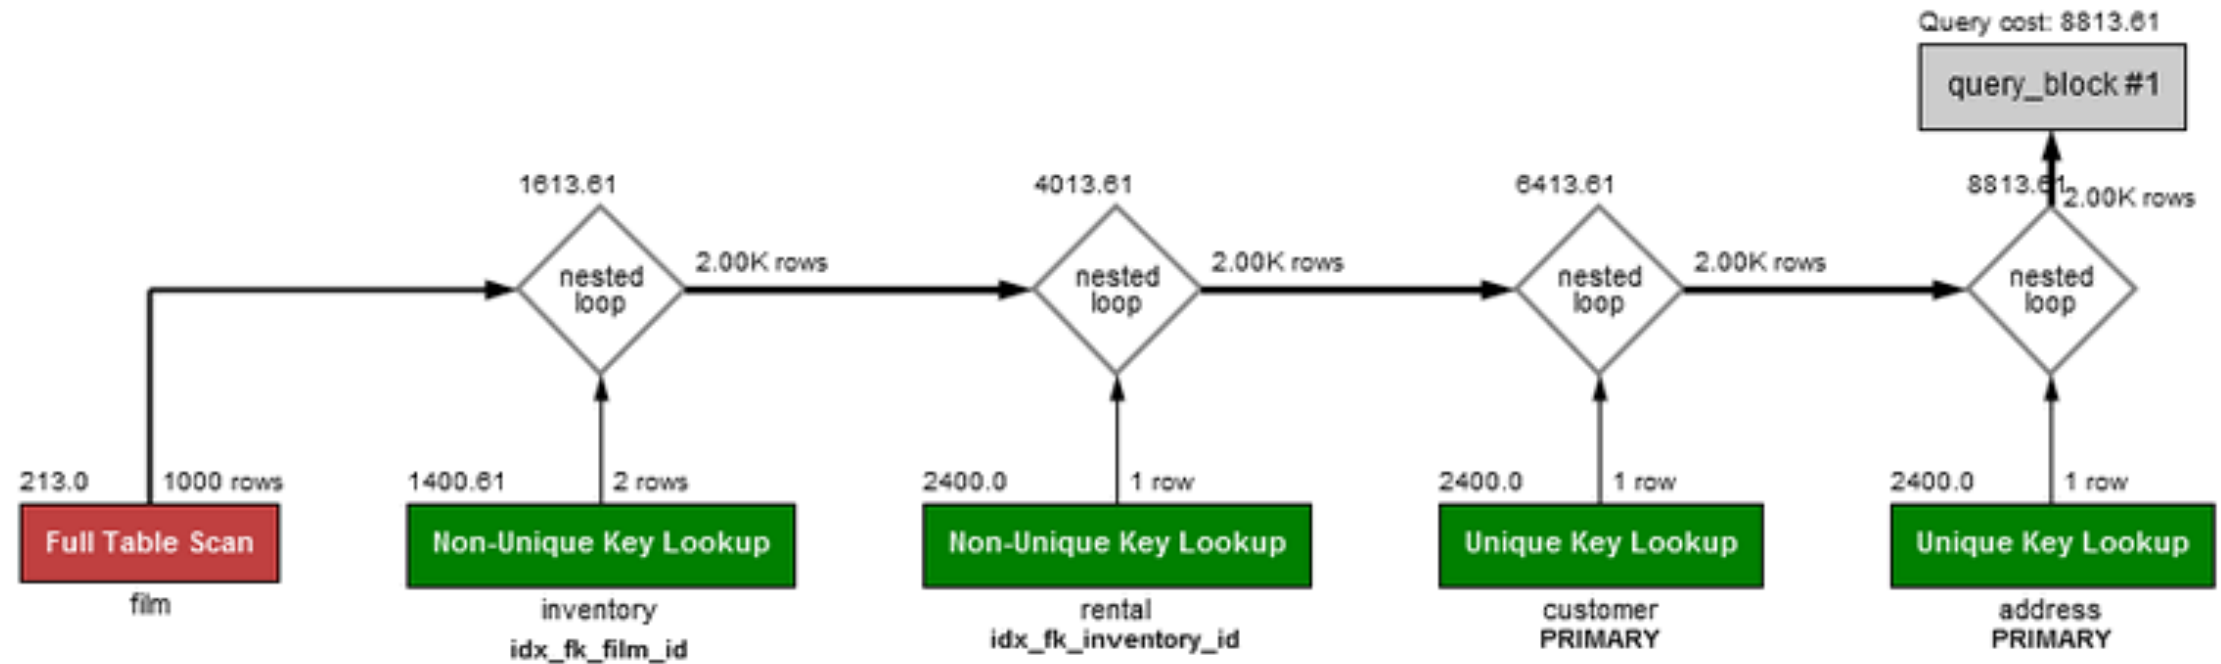 Query cost: 8813.61
query_block #1
1613.61
4013.61
6413.61
8813.61
2.00K rows
nested
loop
2.00K rows
nested
loop
2.00K rows
nested
loop
2.00K rows
nested
loop
213.0
1000 rows
1400.61
2 rows
2400.0
1 row
2400.0
1 row
2400.0
1 row
Full Table Scan
Non-Unique Key Lookup
Non-Unique Key Lookup
Unique Key Lookup
Unique Key Lookup
film
inventory
idx_fk_film_id
rental
idx_fk_inventory_id
customer
PRIMARY
address
PRIMARY